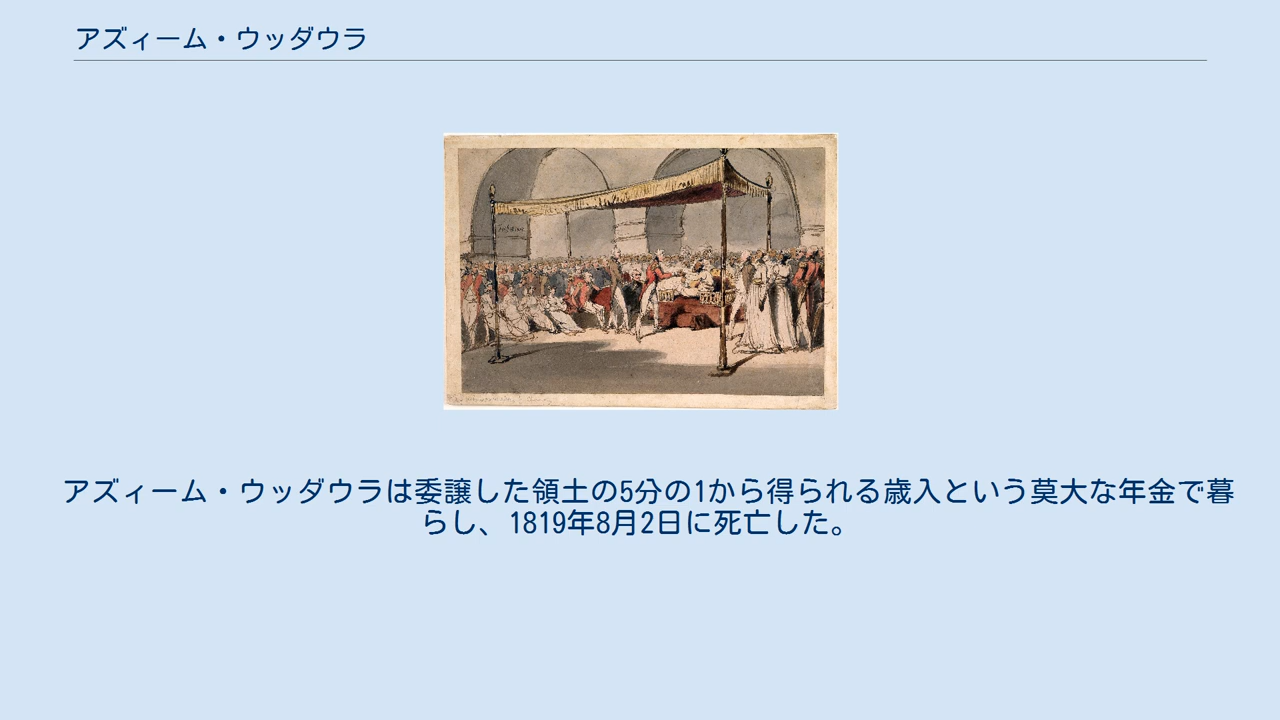 アズィーム・ウッダウラ
アズィーム・ウッダウラは委譲した領土の5分の1から得られる歳入という莫大な年金で暮
らし、1819年8月2日に死亡した。